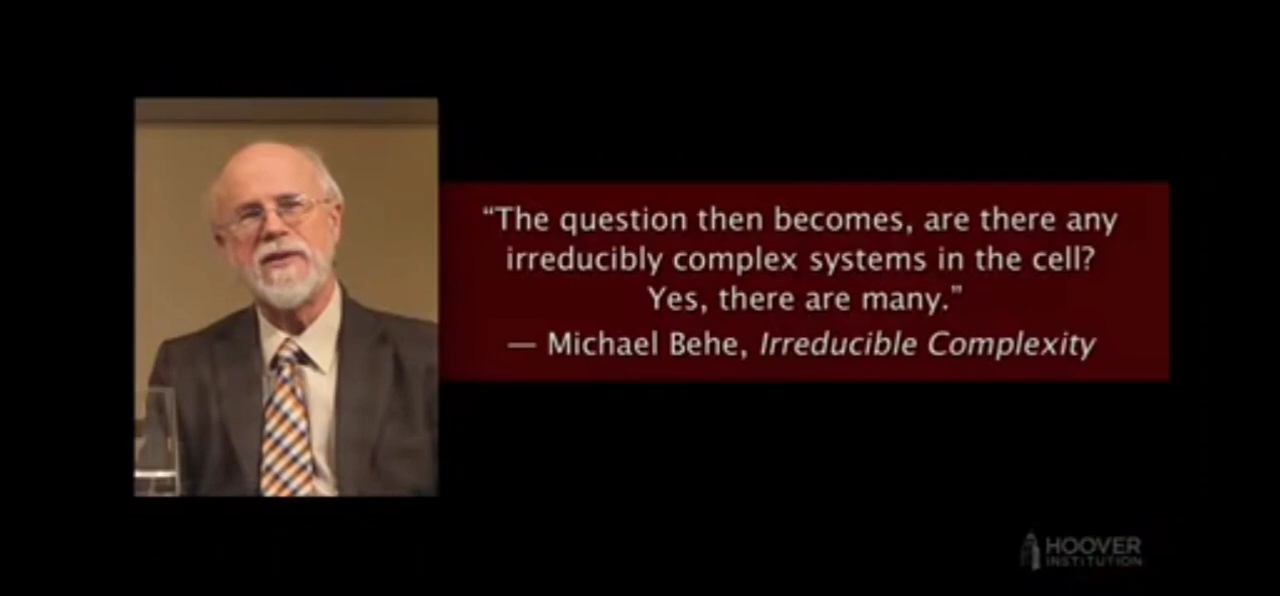 “The question then becomes, are there any
irreducibly complex systems in the cell?
Yes, there are many.”
— Michael Behe, Irreducible Complexity
HOOVER
INSTITUTION